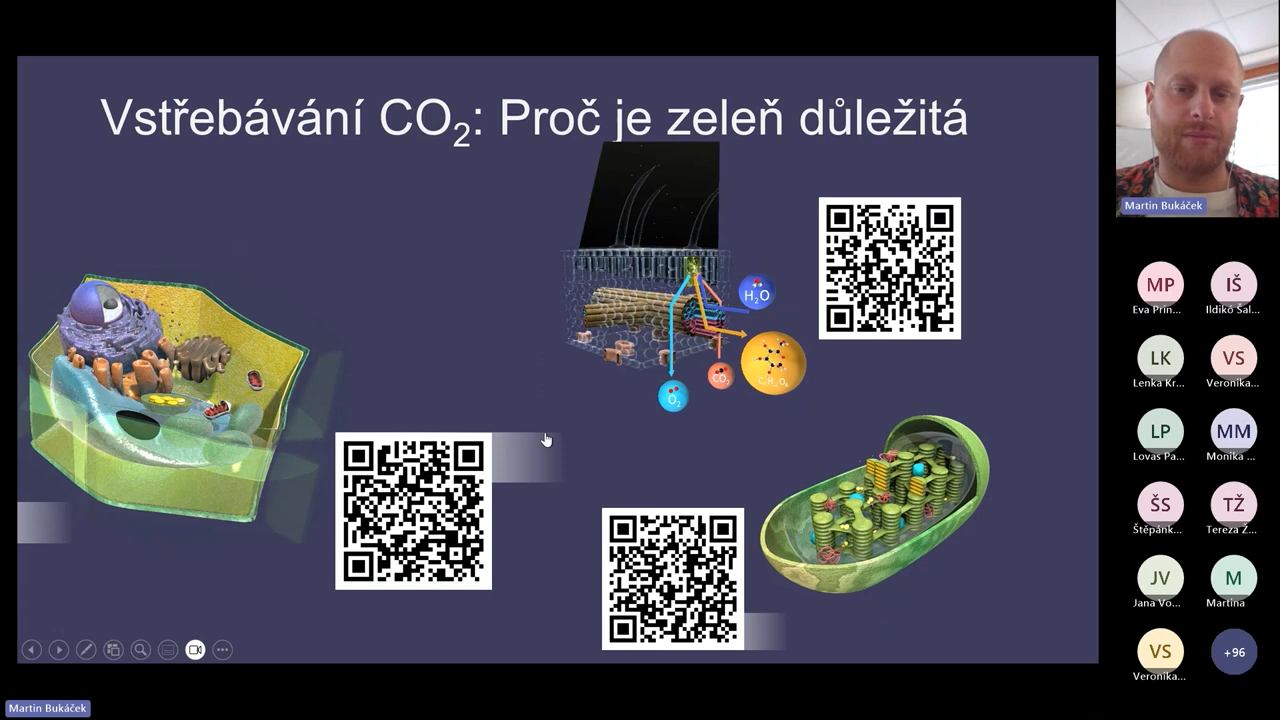 Vstřebávání CO₂: Proč je zeleň důležitá
H₂O
CO₂
O₂
Martin Bukáček
MP
Eva Prin...
IŠ
Ildikó Šal...
LK
Lenka Kr...
VS
Veronika...
LP
Lovas Pa...
MM
Monika ...
ŠS
Štěpánk...
TŽ
Tereza Ž...
JV
Jana Vo...
M
Martina
VS
Veronika...
+96
Martin Bukáček